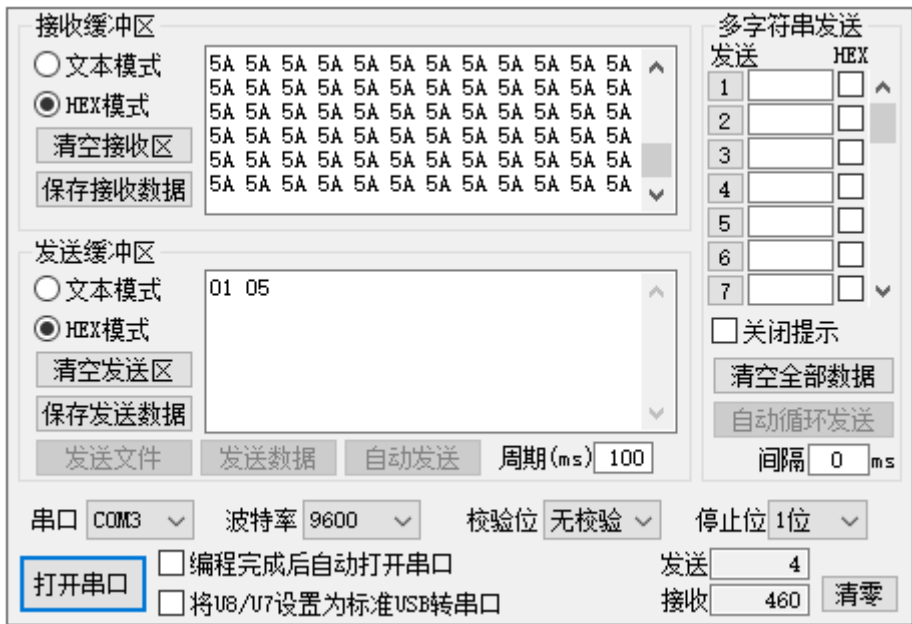 接收缓冲区
文本模式
HEX模式
清空接收区
保存接收数据
5A 5A 5A 5A 5A 5A 5A 5A 5A 5A 5A 5A
5A 5A 5A 5A 5A 5A 5A 5A 5A 5A 5A 5A
5A 5A 5A 5A 5A 5A 5A 5A 5A 5A 5A 5A
5A 5A 5A 5A 5A 5A 5A 5A 5A 5A 5A 5A
5A 5A 5A 5A 5A 5A 5A 5A 5A 5A 5A 5A
5A 5A 5A 5A 5A 5A 5A 5A 5A 5A 5A 5A
发送缓冲区
文本模式
HEX模式
清空发送区
保存发送数据
01 05
发送文件 发送数据 自动发送 周期(ms) 100
多字符串发送
发送 HEX
1
2
3
4
5
6
7
关闭提示
清空全部数据
自动循环发送
间隔 0 ms
串口 COM3 波特率 9600 校验位 无校验 停止位 1位
打开串口
编程完成后自动打开串口
将U8/U7设置为标准USB转串口
发送 4
接收 460
清零